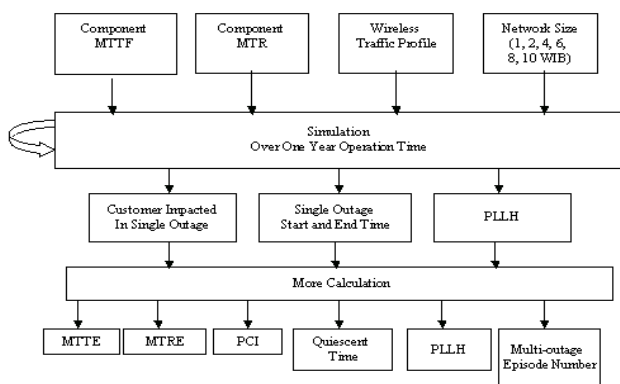 Component
MTTF
Component
MTR
Wireless
Traffic Profile
Network Size
(1, 2, 4, 6,
8, 10 WIB)
Simulation
Over One Year Operation Time
Customer Impacted
In Single Outage
Single Outage
Start and End Time
PLLH
More Calculation
MTTE
MTRE
PCI
Quiescent
Time
PLLH
Multi-outage
Episode Number